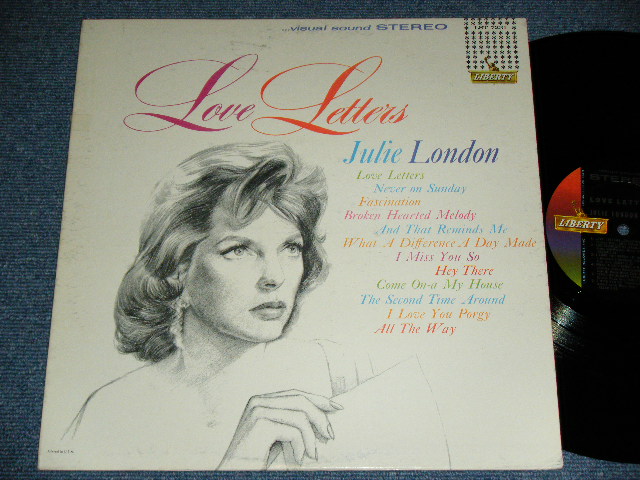 ...visual sound STEREO
LIBERTY
Love Letters
Julie London
Love Letters
Never on Sunday
Fascination
Broken Hearted Melody
And That Reminds Me
What A Difference A Day Made
I Miss You So
Hey There
Come On-a My House
The Second Time Around
I Love You Porgy
All The Way
STEREO
LIBERTY